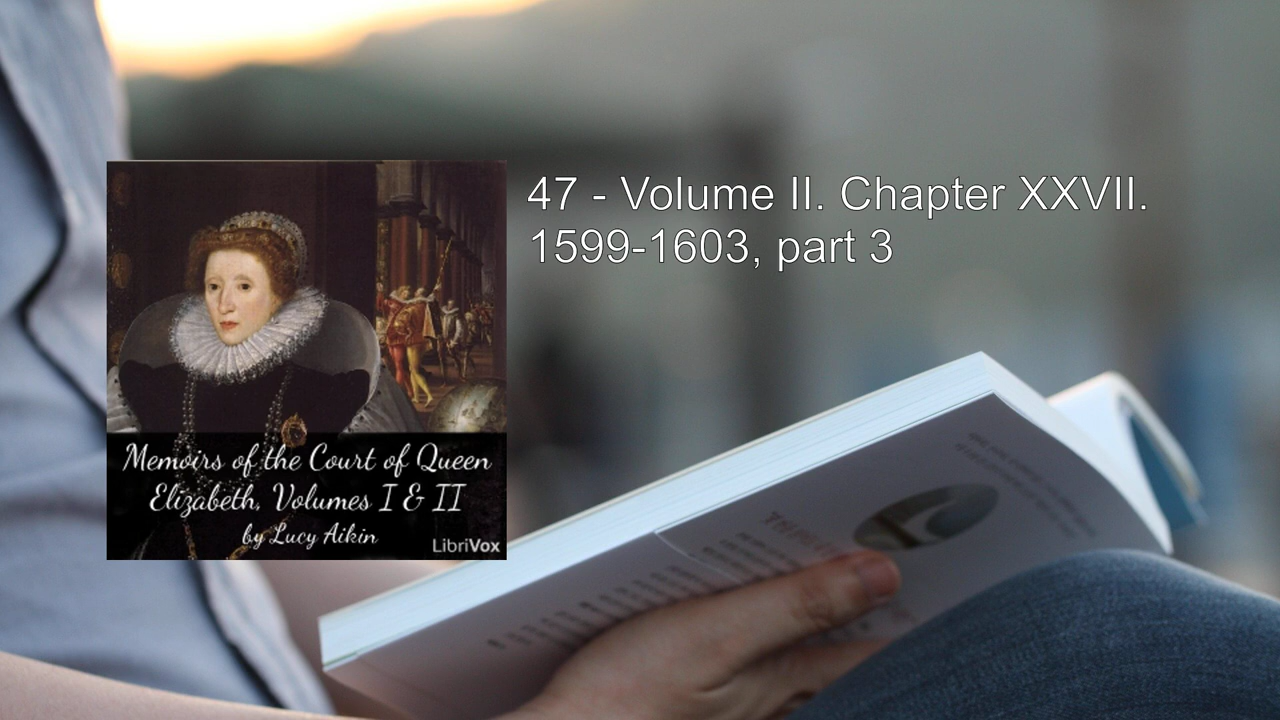 47 - Volume II. Chapter XXVII.
1599-1603, part 3
Memoirs of the Court of Queen
Elizabeth, Volumes I & II
by Lucy Aikin
LibriVox